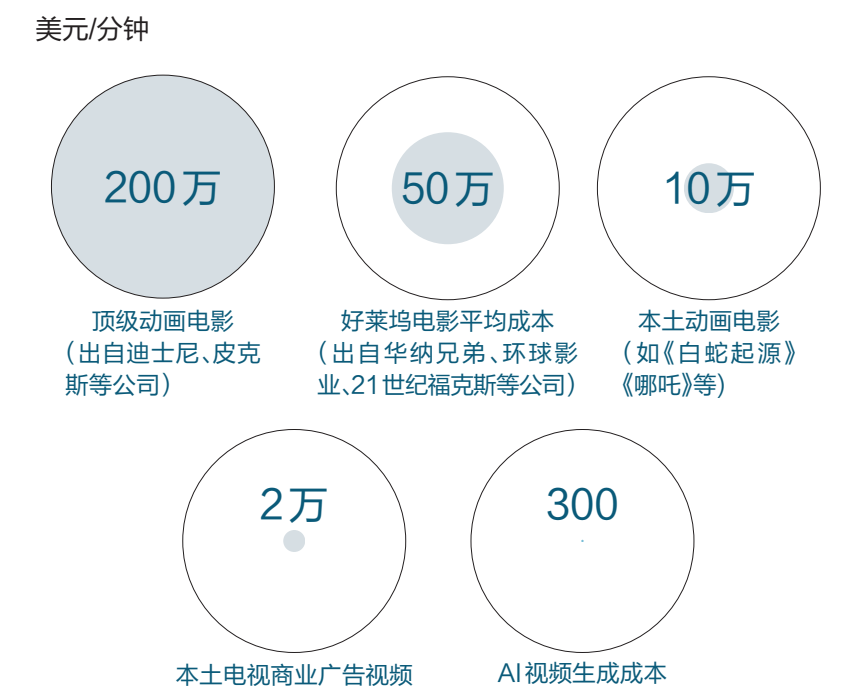 美元/分钟
200万
50万
10万
顶级动画电影
（出自迪士尼、皮克
斯等公司）
好莱坞电影平均成本
（出自华纳兄弟、环球影
业、21世纪福克斯等公司）
本土动画电影
（如《白蛇起源》
《哪吒》等)
2万
300
本土电视商业广告视频
AI视频生成成本